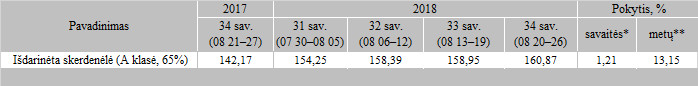 Pavadinimas 2017 2018 Pokytis, %
34 sav. (08 21–27) 31 sav. (07 30–08 05) 32 sav. (08 06–12) 33 sav. (08 13–19) 34 sav. (08 20–26) savaitės* metų**
Išdarinėta skerdenėlė (A klasė, 65%) 142,17 154,25 158,39 158,95 160,87 1,21 13,15